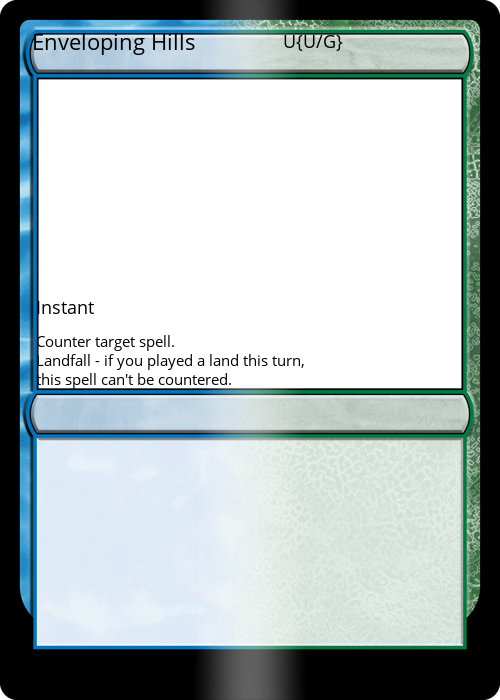 Enveloping Hills U{U/G}
Instant
Counter target spell.
Landfall - if you played a land this turn,
this spell can't be countered.